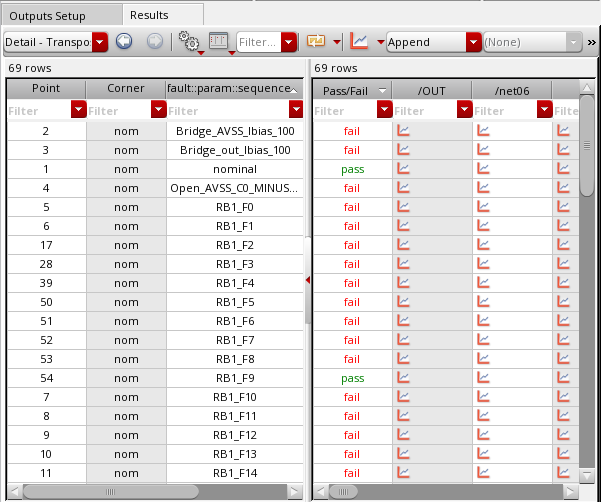 Outputs Setup Results
Detail - Transpo: Filter... Append (None) »
69 rows 69 rows
Point Corner fault::param::sequence Pass/Fail /OUT /net06
Filter Filter Filter Filter Filter Filter Filte
2 nom Bridge_AVSS_Ibias_100 fail
3 nom Bridge_out_Ibias_100 fail
1 nom nominal pass
4 nom Open_AVSS_C0_MINUS... fail
5 nom RB1_F0 fail
6 nom RB1_F1 fail
17 nom RB1_F2 fail
28 nom RB1_F3 fail
39 nom RB1_F4 fail
50 nom RB1_F5 fail
51 nom RB1_F6 fail
52 nom RB1_F7 fail
53 nom RB1_F8 fail
54 nom RB1_F9 pass
7 nom RB1_F10 fail
8 nom RB1_F11 fail
9 nom RB1_F12 fail
10 nom RB1_F13 fail
11 nom RB1_F14 fail